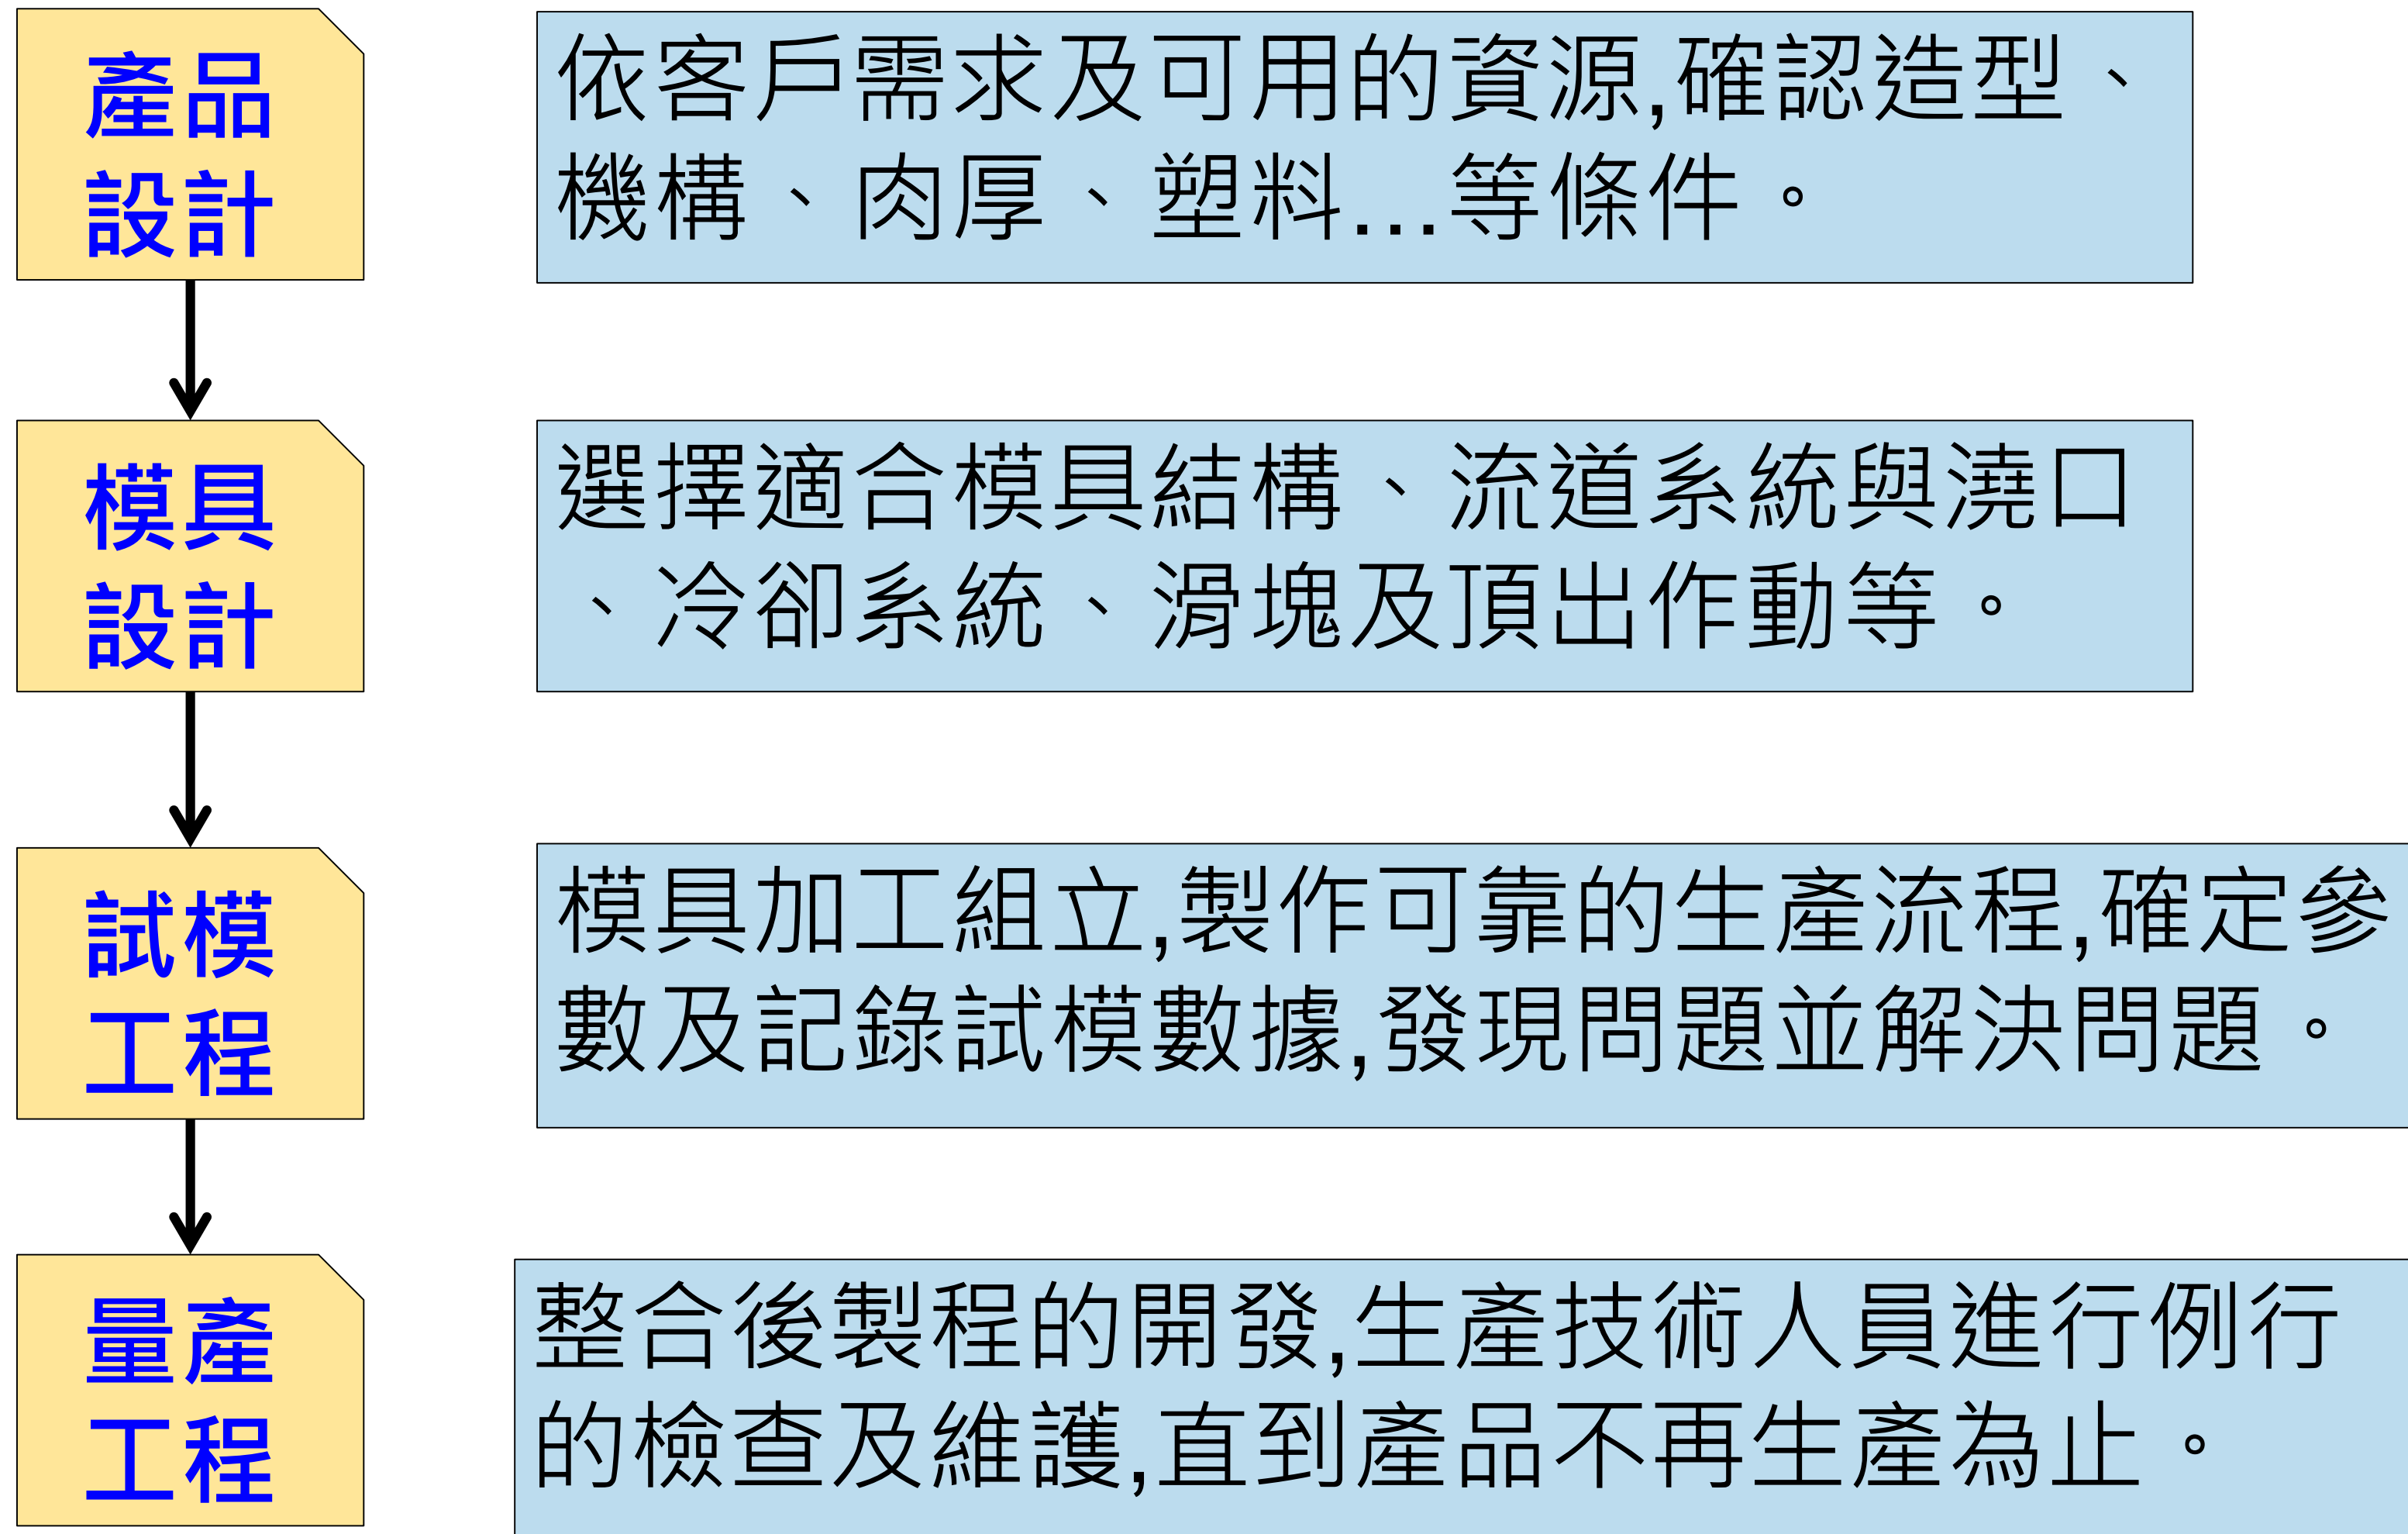 產品
設計
依客戶需求及可用的資源,確認造型、
機構、肉厚、塑料...等條件。
模具
設計
選擇適合模具結構、流道系統與澆口
、冷卻系統、滑塊及頂出作動等。
試模
工程
模具加工組立,製作可靠的生產流程,確定參
數及記錄試模數據,發現問題並解決問題。
量產
工程
整合後製程的開發,生產技術人員進行例行
的檢查及維護,直到產品不再生產為止。